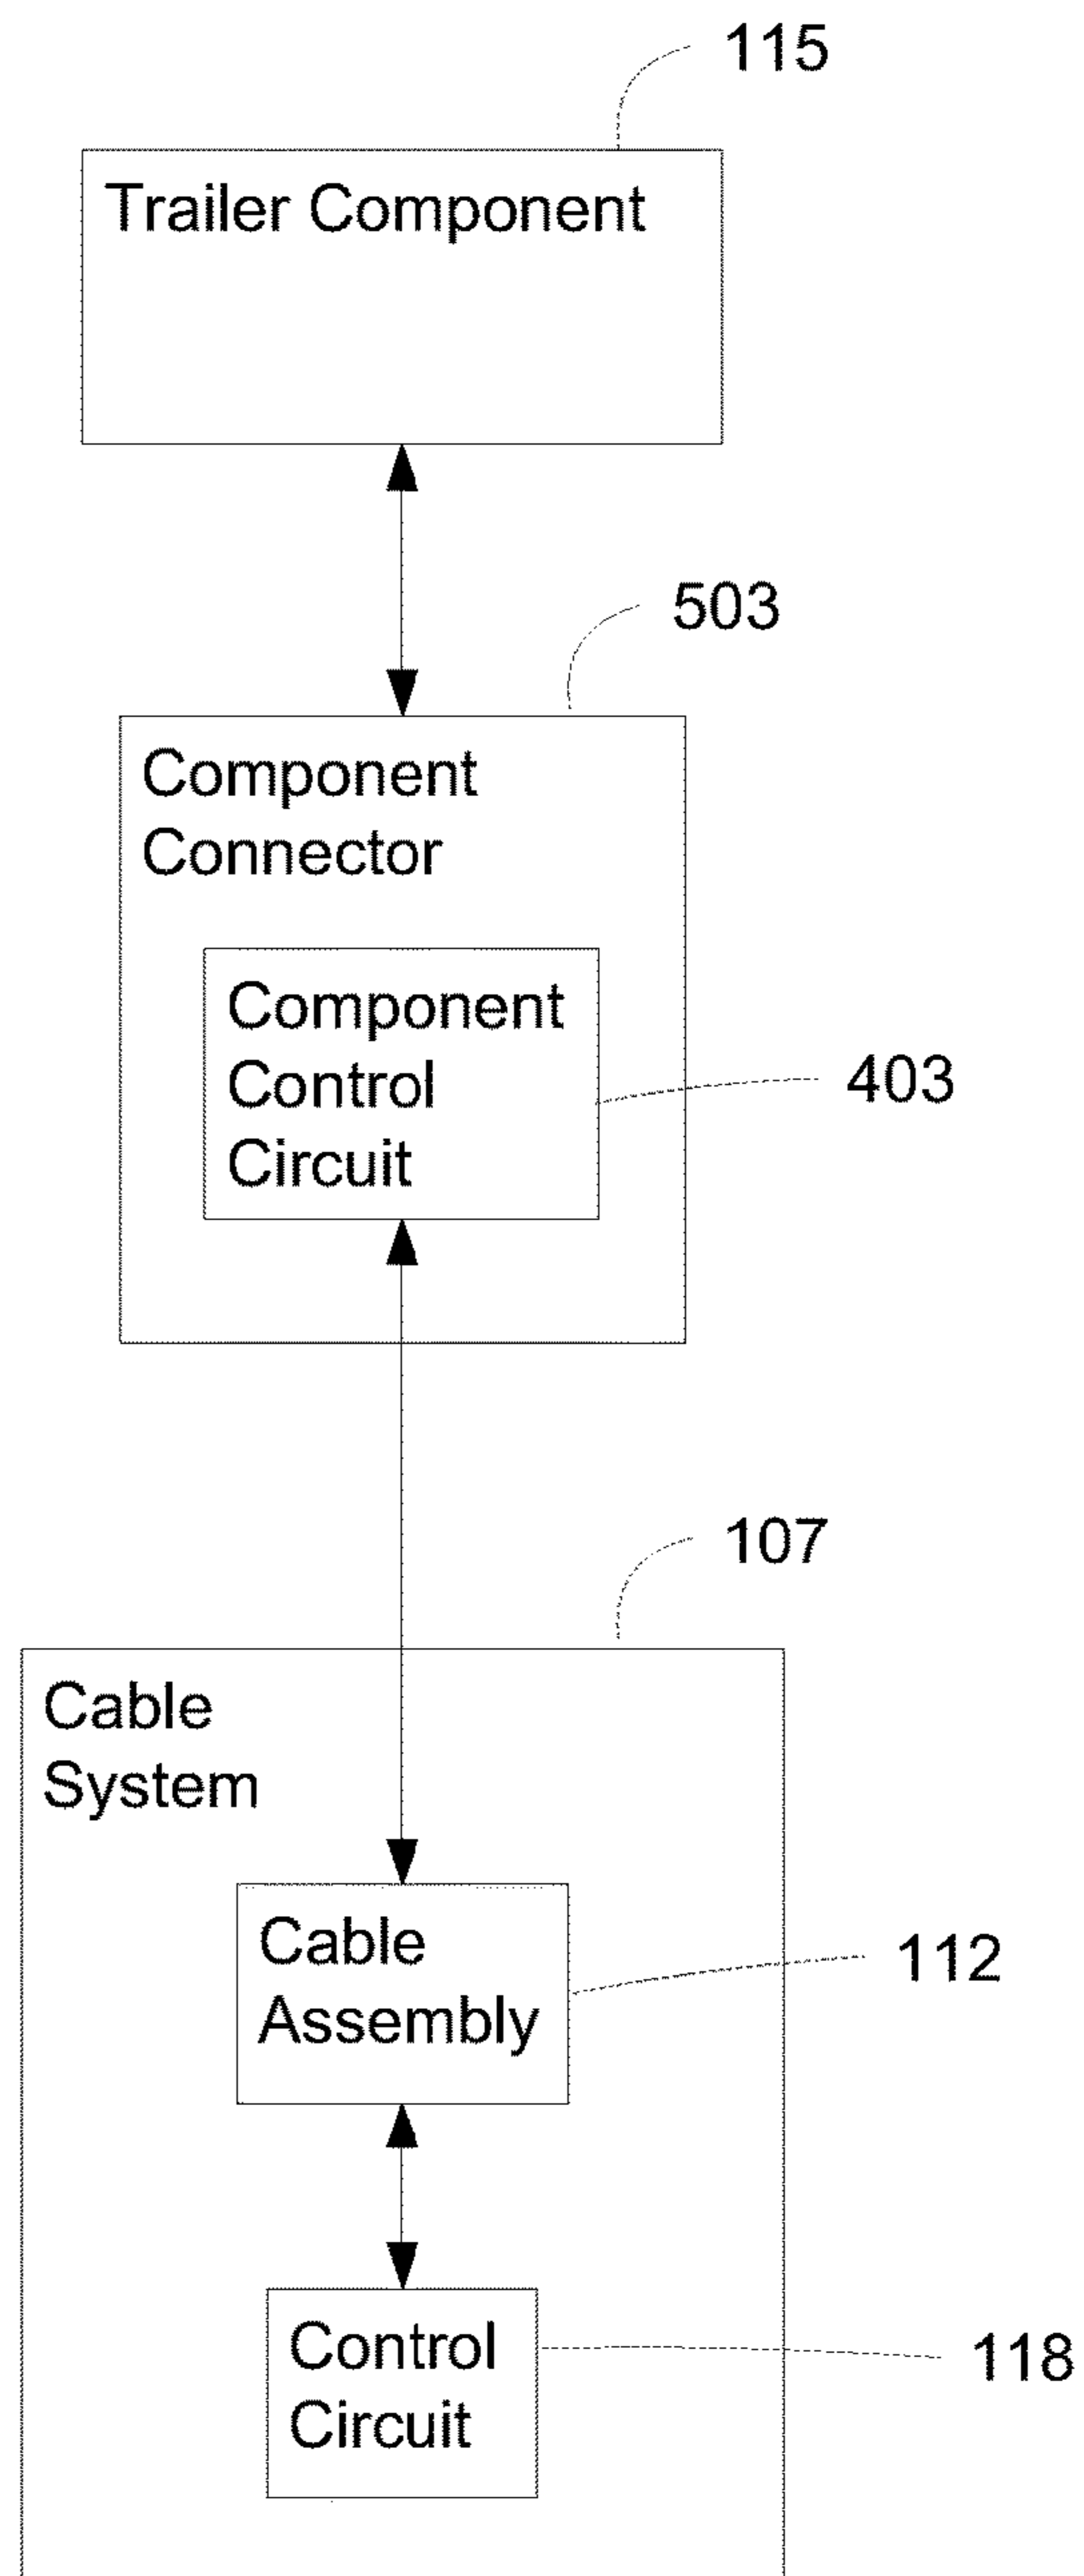 115
Trailer Component
503
Component
Connector
Component
Control
Circuit
403
107
Cable
System
Cable
Assembly
112
Control
Circuit
118